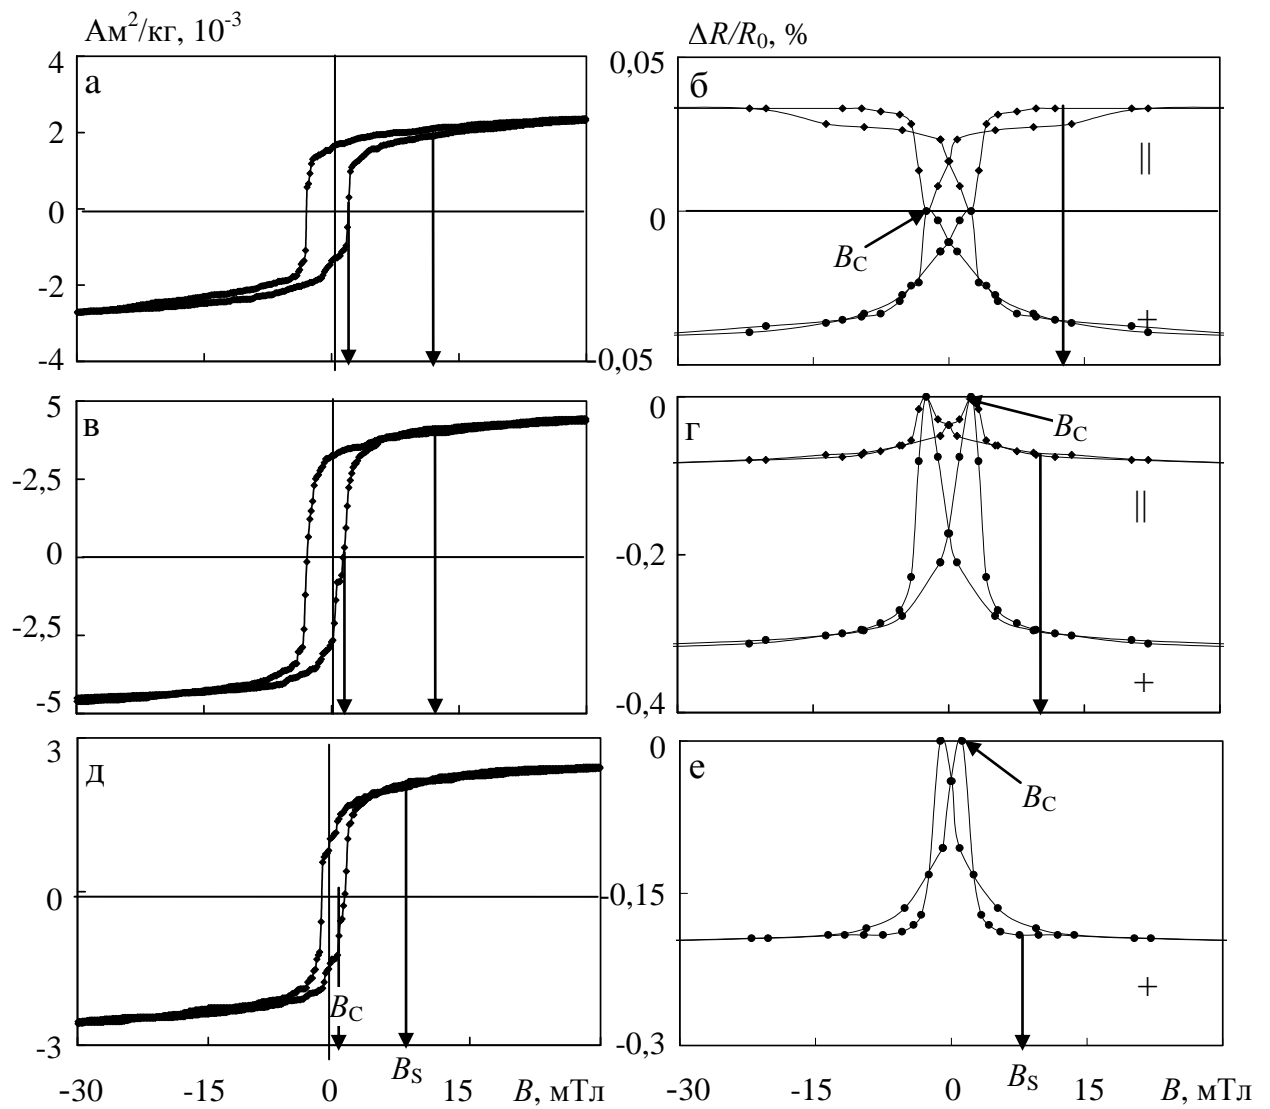 Ам²/кг, 10⁻³
ΔR/R₀, %
4
а
2
0
-2
-4
0,05
б
||
0
B_C
+
-0,05
5
в
-2,5
0
-2,5
-5
0
г
B_C
||
-0,2
+
-0,4
3
д
0
B_C
-3
B_S
-30
-15
0
15
B, мТл
0
е
B_C
-0,15
+
-0,3
B_S
-30
-15
0
15
B, мТл